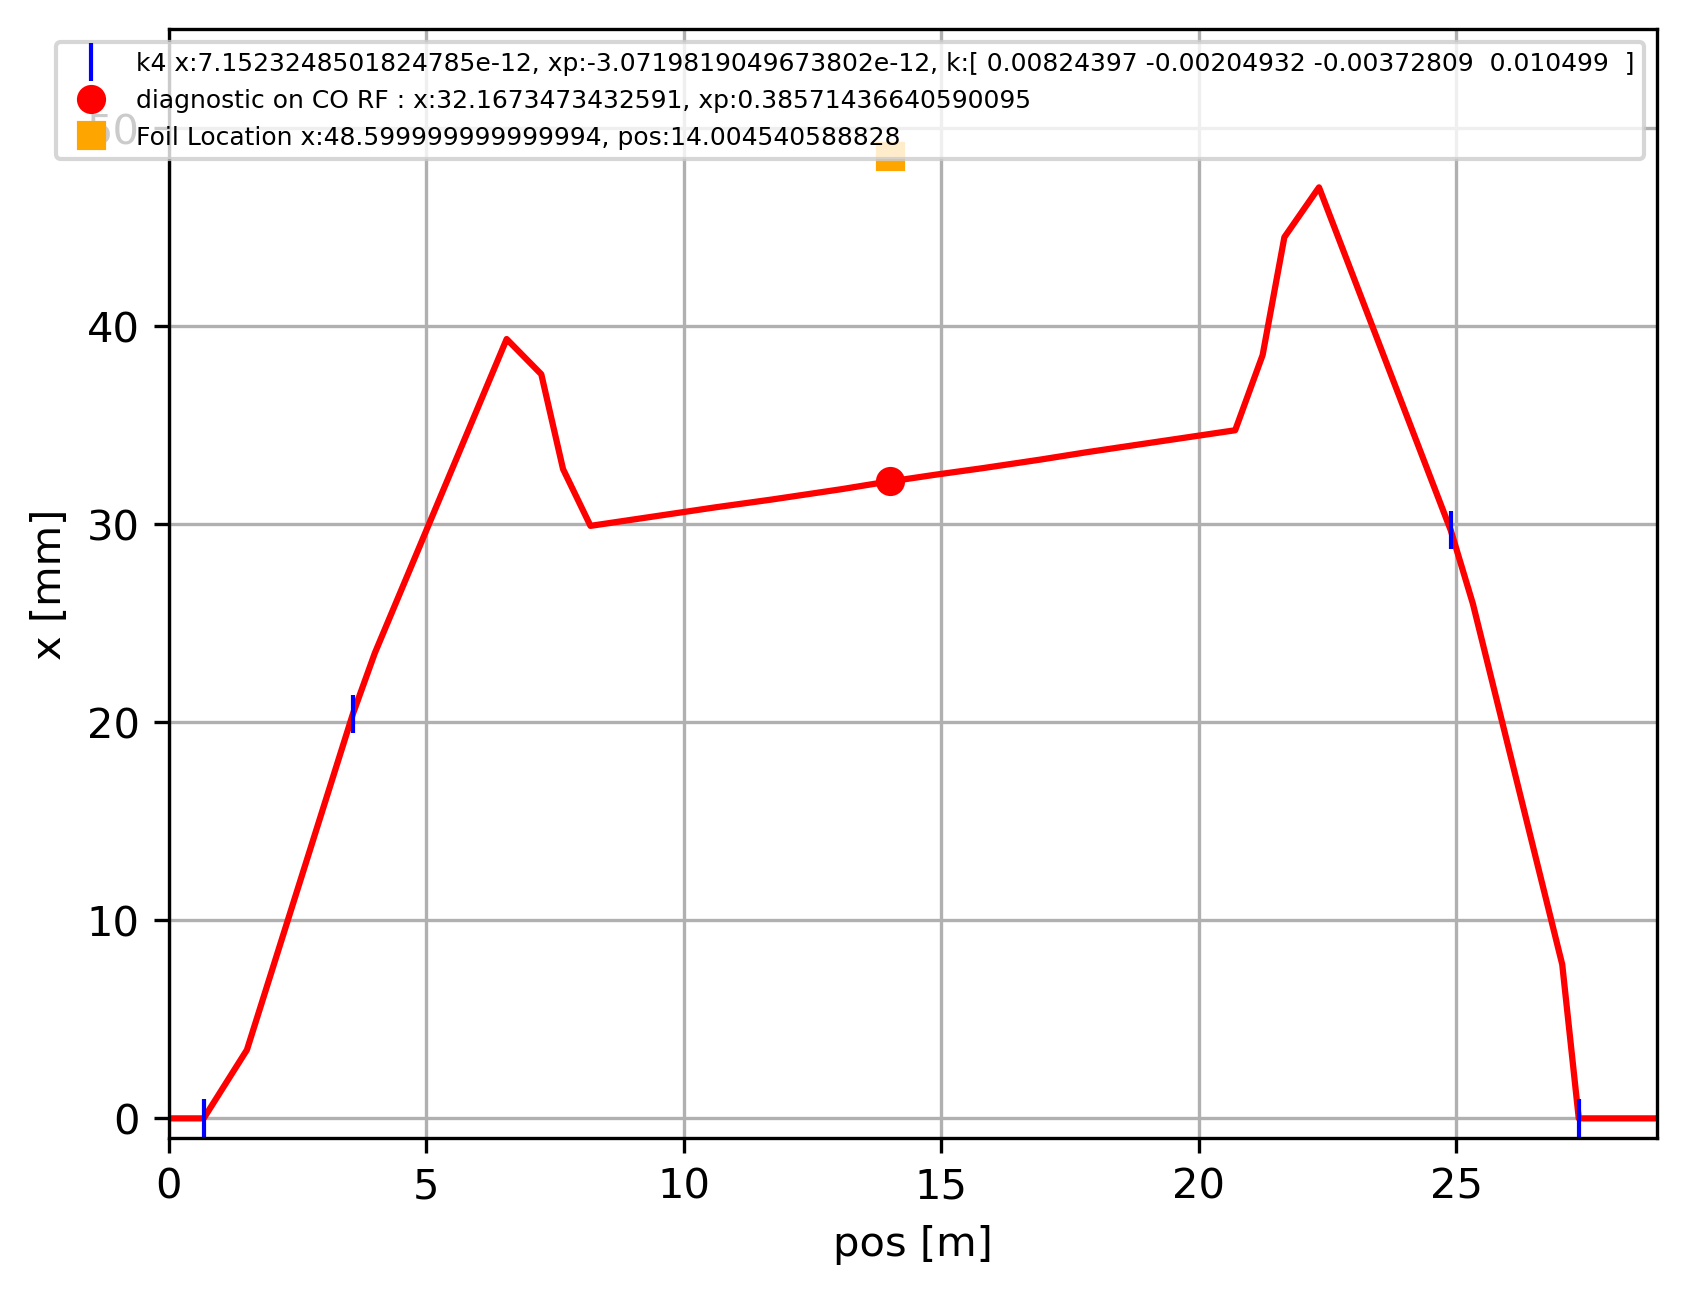 k4 x:7.1523248501824785e-12, xp:-3.0719819049673802e-12, k:[ 0.00824397 -0.00204932 -0.00372809  0.010499  ]
diagnostic on CO RF : x:32.1673473432591, xp:0.38571436640590095
Foil Location x:48.599999999999994, pos:14.004540588828
50
40
30
20
10
0
x [mm]
0 5 10 15 20 25
pos [m]